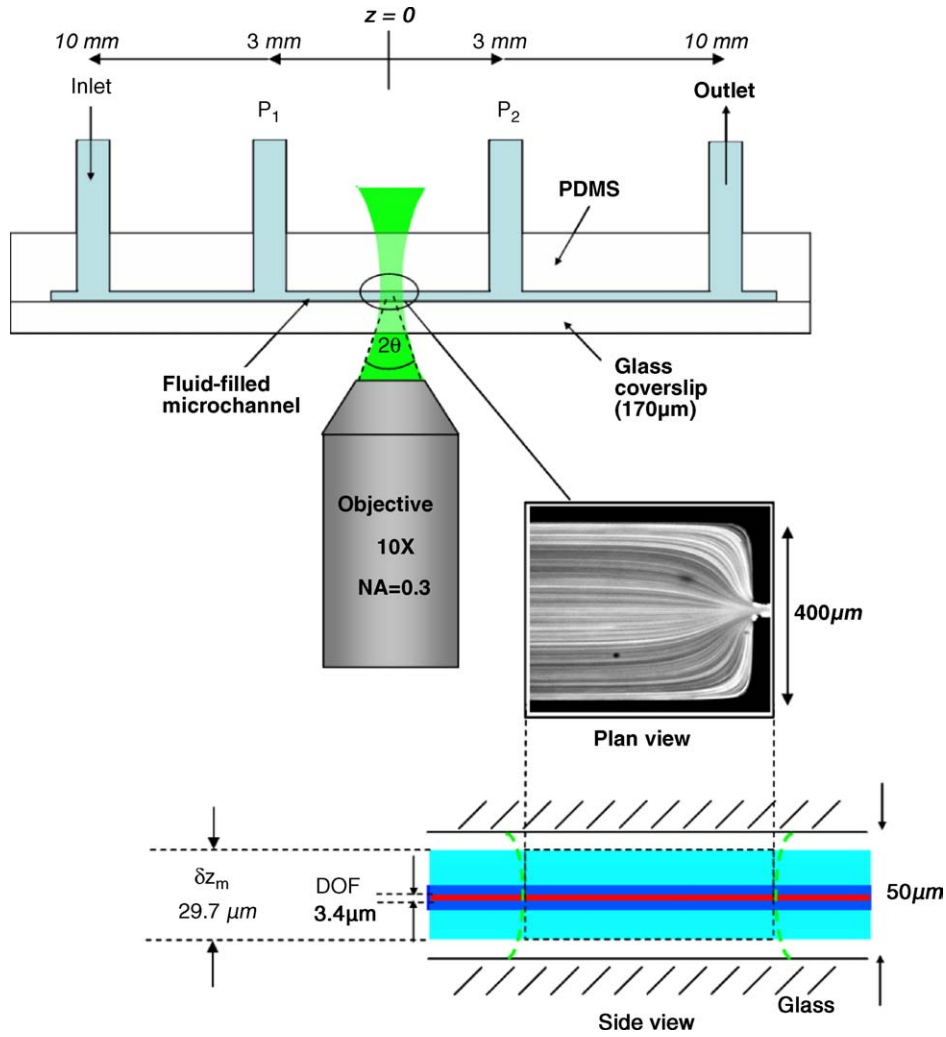 z = 0
10 mm 3 mm 3 mm 10 mm
Inlet
P1
P2
Outlet
PDMS
2θ
Fluid-filled
microchannel
Glass
coverslip
(170μm)
Objective
10X
NA=0.3
400μm
Plan view
δzm
29.7 μm
DOF
3.4μm
50μm
Glass
Side view